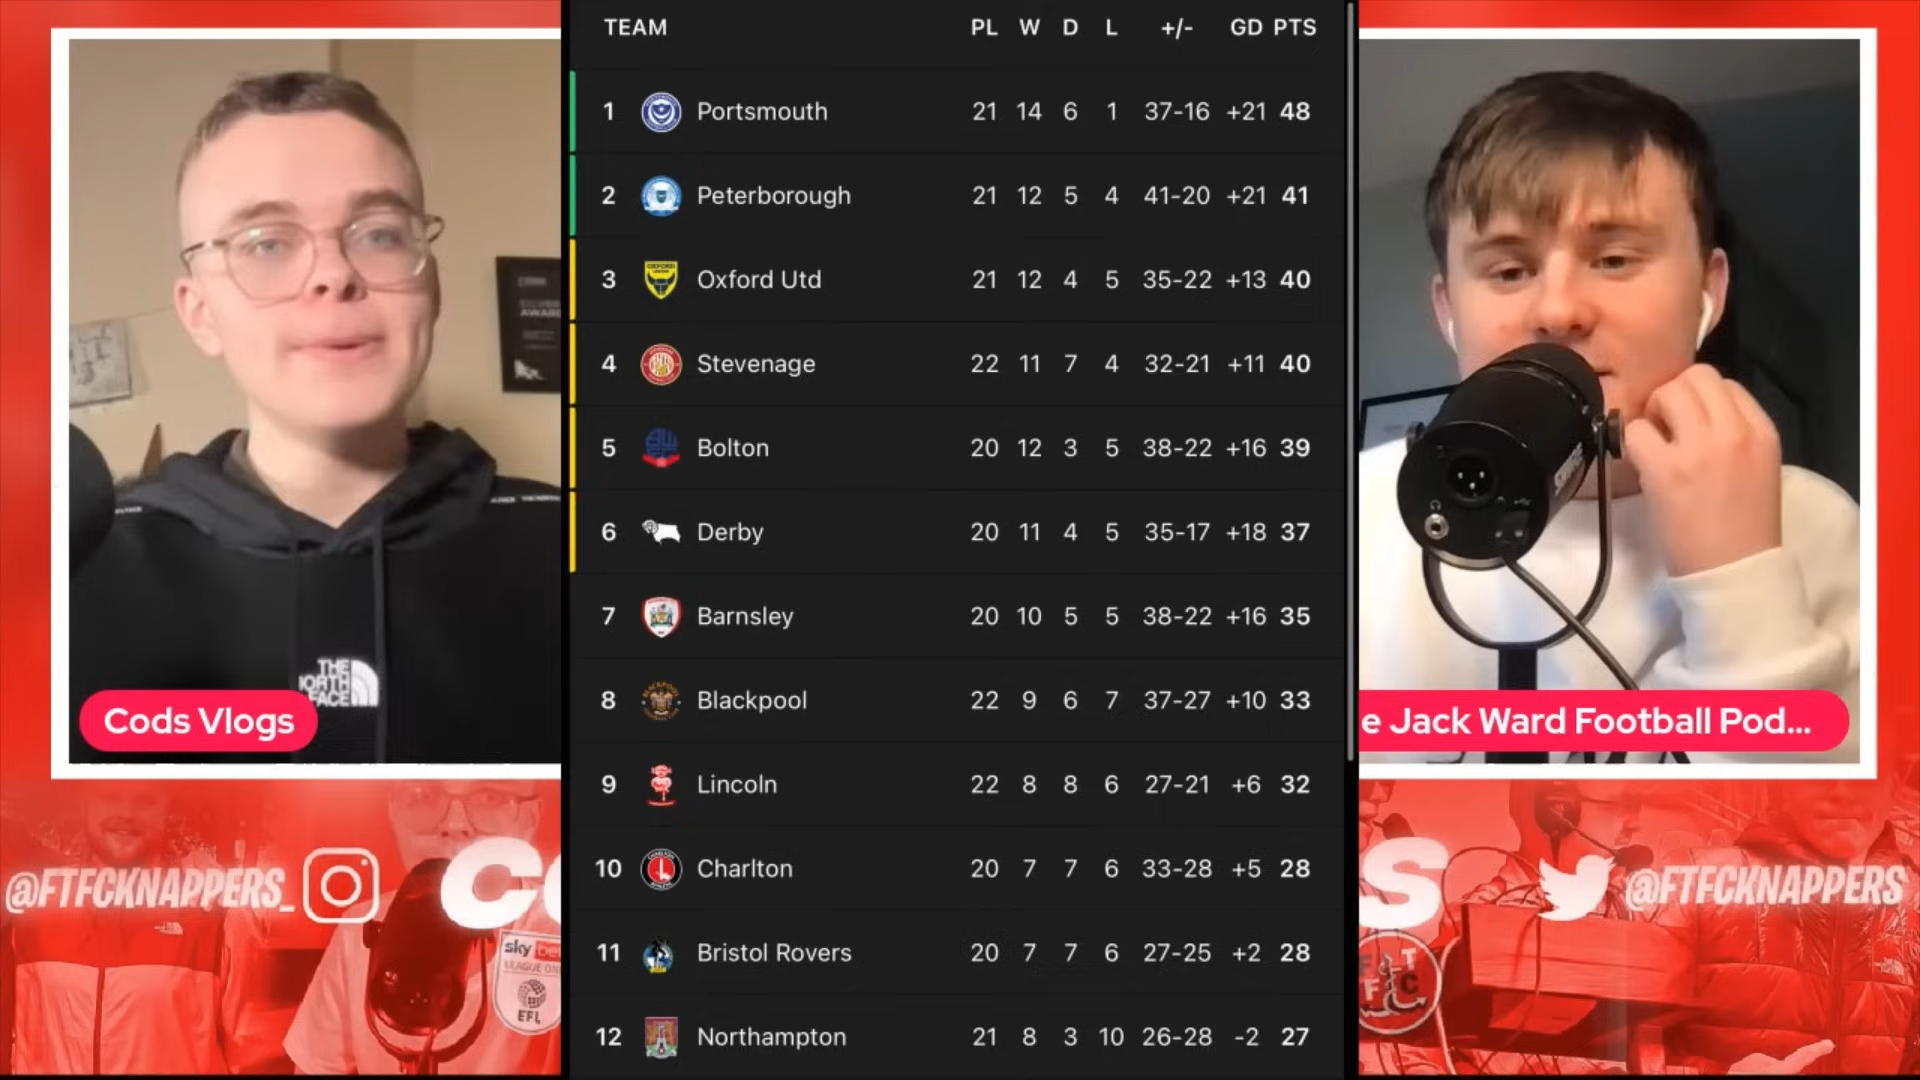 TEAM PL W D L +/- GD PTS
1 Portsmouth 21 14 6 1 37-16 +21 48
2 Peterborough 21 12 5 4 41-20 +21 41
3 Oxford Utd 21 12 4 5 35-22 +13 40
4 Stevenage 22 11 7 4 32-21 +11 40
5 Bolton 20 12 3 5 38-22 +16 39
6 Derby 20 11 4 5 35-17 +18 37
7 Barnsley 20 10 5 5 38-22 +16 35
8 Blackpool 22 9 6 7 37-27 +10 33
9 Lincoln 22 8 8 6 27-21 +6 32
10 Charlton 20 7 7 6 33-28 +5 28
11 Bristol Rovers 20 7 7 6 27-25 +2 28
12 Northampton 21 8 3 10 26-28 -2 27
AWARD
THE
NORTH
FACE
Cods Vlogs
SHURE
e Jack Ward Football Pod...
@FTFCKNAPPERS_
@FTFCKNAPPERS
sky bet
LEAGUE ON
EFL
F T
F C